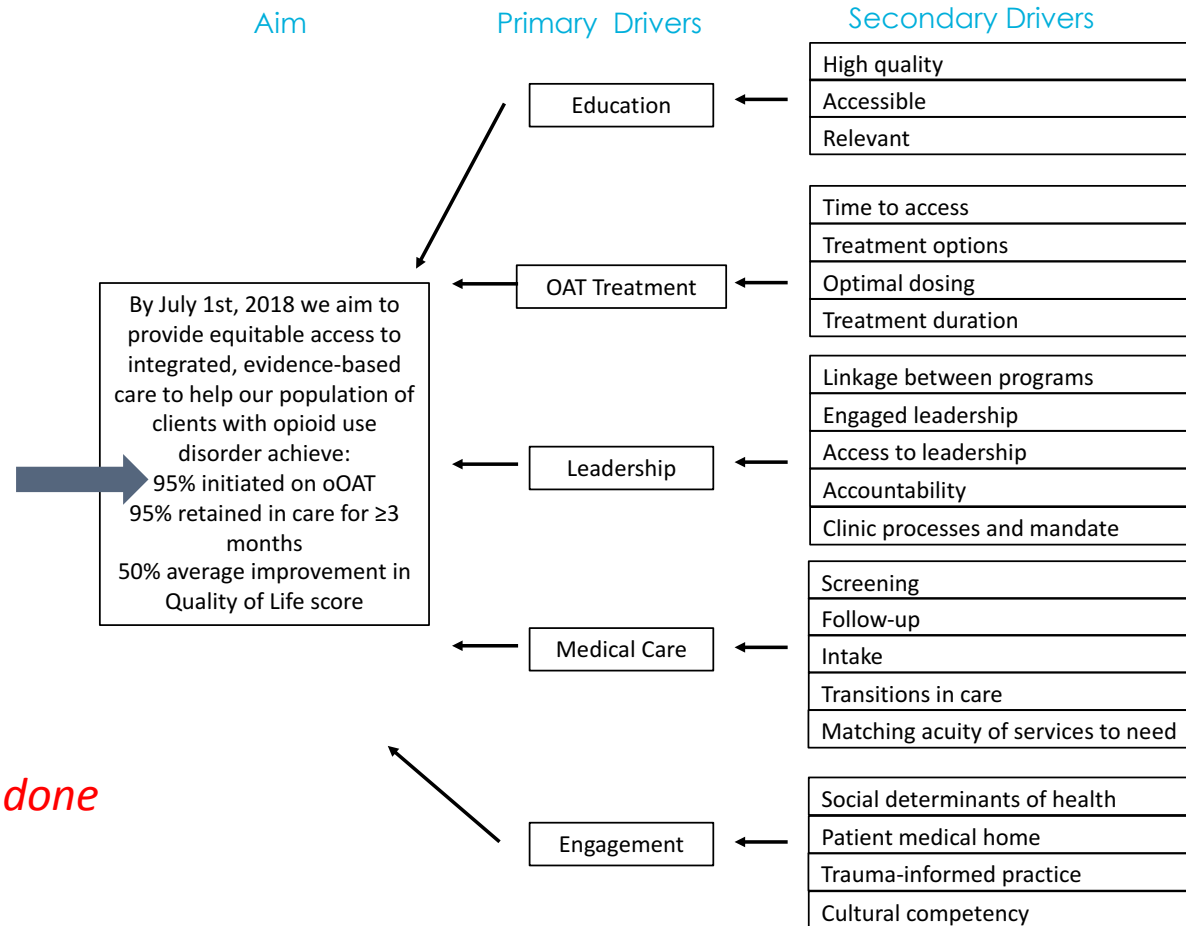 Aim
Primary Drivers
Secondary Drivers
Education
High quality
Accessible
Relevant
OAT Treatment
Time to access
Treatment options
Optimal dosing
Treatment duration
By July 1st, 2018 we aim to
provide equitable access to
integrated, evidence-based
care to help our population of
clients with opioid use
disorder achieve:
95% initiated on oOAT
95% retained in care for ≥3
months
50% average improvement in
Quality of Life score
Leadership
Linkage between programs
Engaged leadership
Access to leadership
Accountability
Clinic processes and mandate
Medical Care
Screening
Follow-up
Intake
Transitions in care
Matching acuity of services to need
done
Engagement
Social determinants of health
Patient medical home
Trauma-informed practice
Cultural competency